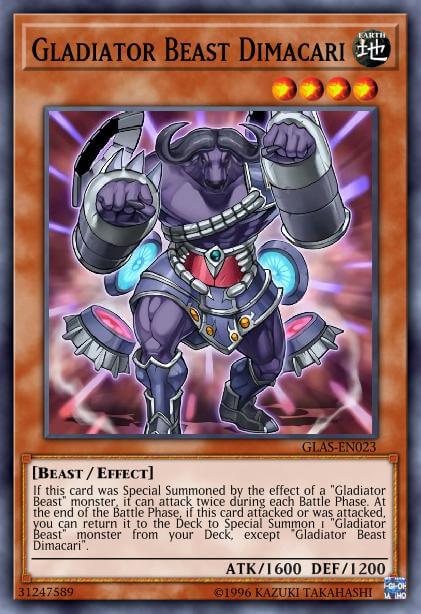 GLADIATOR BEAST DIMACARI
EARTH
地
GLAS-EN023
[BEAST / EFFECT]
If this card was Special Summoned by the effect of a "Gladiator
Beast" monster, it can attack twice during each Battle Phase. At
the end of the Battle Phase, if this card attacked or was attacked,
you can return it to the Deck to Special Summon 1 "Gladiator
Beast" monster from your Deck, except "Gladiator Beast
Dimacari".
ATK/1600 DEF/1200
31247589
©1996 KAZUKI TAKAHASHI